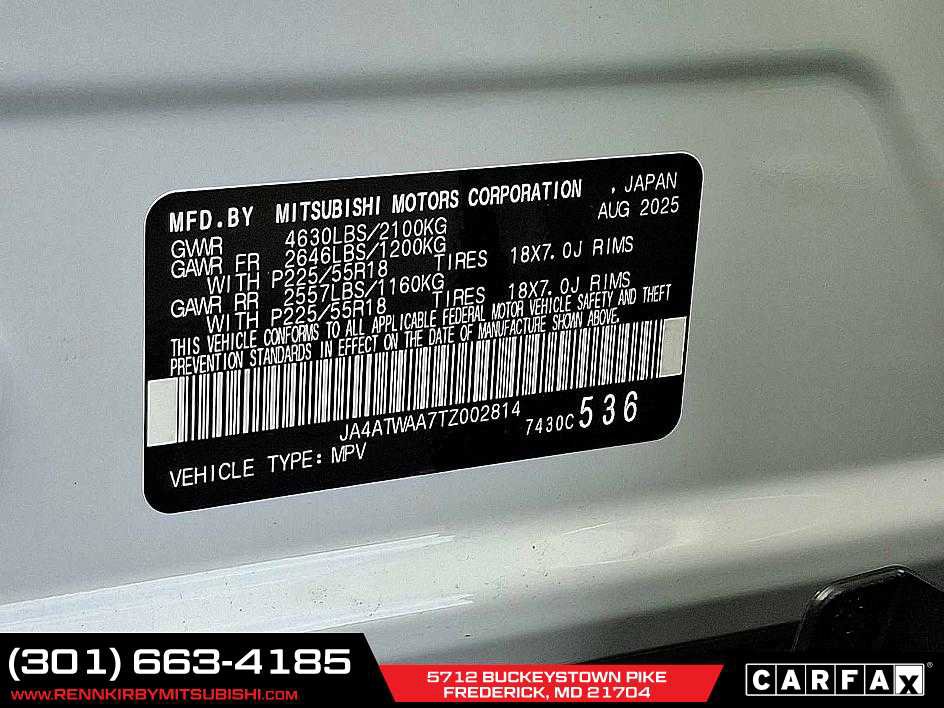 MFD.BY MITSUBISHI MOTORS CORPORATION . JAPAN
AUG 2025
GVWR 4630LBS/2100KG
GAWR FR 2646LBS/1200KG
WITH P225/55R18 TIRES 18X7.0J RIMS
GAWR RR 2557LBS/1160KG
WITH P225/55R18 TIRES 18X7.0J RIMS
THIS VEHICLE CONFORMS TO ALL APPLICABLE FEDERAL MOTOR VEHICLE SAFETY AND THEFT
PREVENTION STANDARDS IN EFFECT ON THE DATE OF MANUFACTURE SHOWN ABOVE.
JA4ATWAA7TZ002814
7430C 536
VEHICLE TYPE: MPV
(301) 663-4185
WWW.RENNKIRBYMITSUBISHI.COM
5712 BUCKEYSTOWN PIKE
FREDERICK, MD 21704
CARFAX